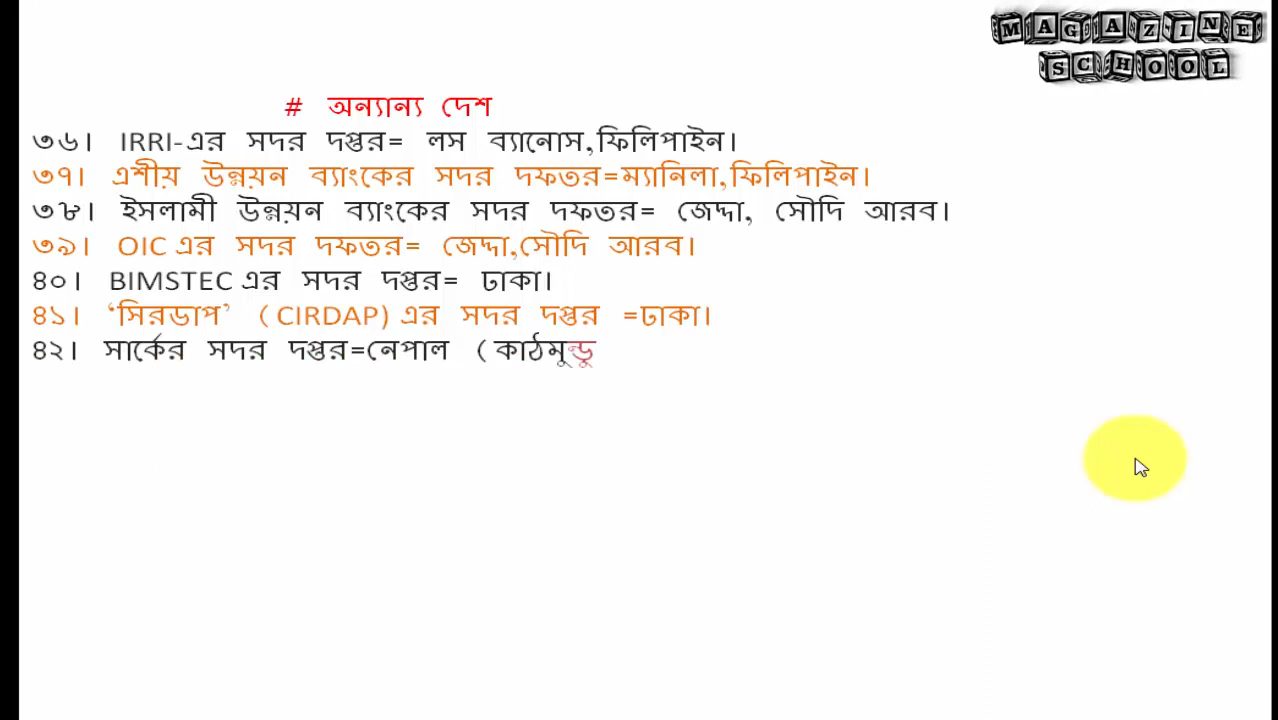 MAGAZINE
SCHOOL
# অন্যান্য দেশ
৩৬। IRRI-এর সদর দপ্তর= লস ব্যানোস,ফিলিপাইন।
৩৭। এশীয় উন্নয়ন ব্যাংকের সদর দফতর=ম্যানিলা,ফিলিপাইন।
৩৮। ইসলামী উন্নয়ন ব্যাংকের সদর দফতর= জেদ্দা, সৌদি আরব।
৩৯। OIC এর সদর দফতর= জেদ্দা,সৌদি আরব।
৪০। BIMSTEC এর সদর দপ্তর= ঢাকা।
৪১। ‘সিরডাপ’ (CIRDAP) এর সদর দপ্তর =ঢাকা।
৪২। সার্কের সদর দপ্তর=নেপাল (কাঠমুন্ডু